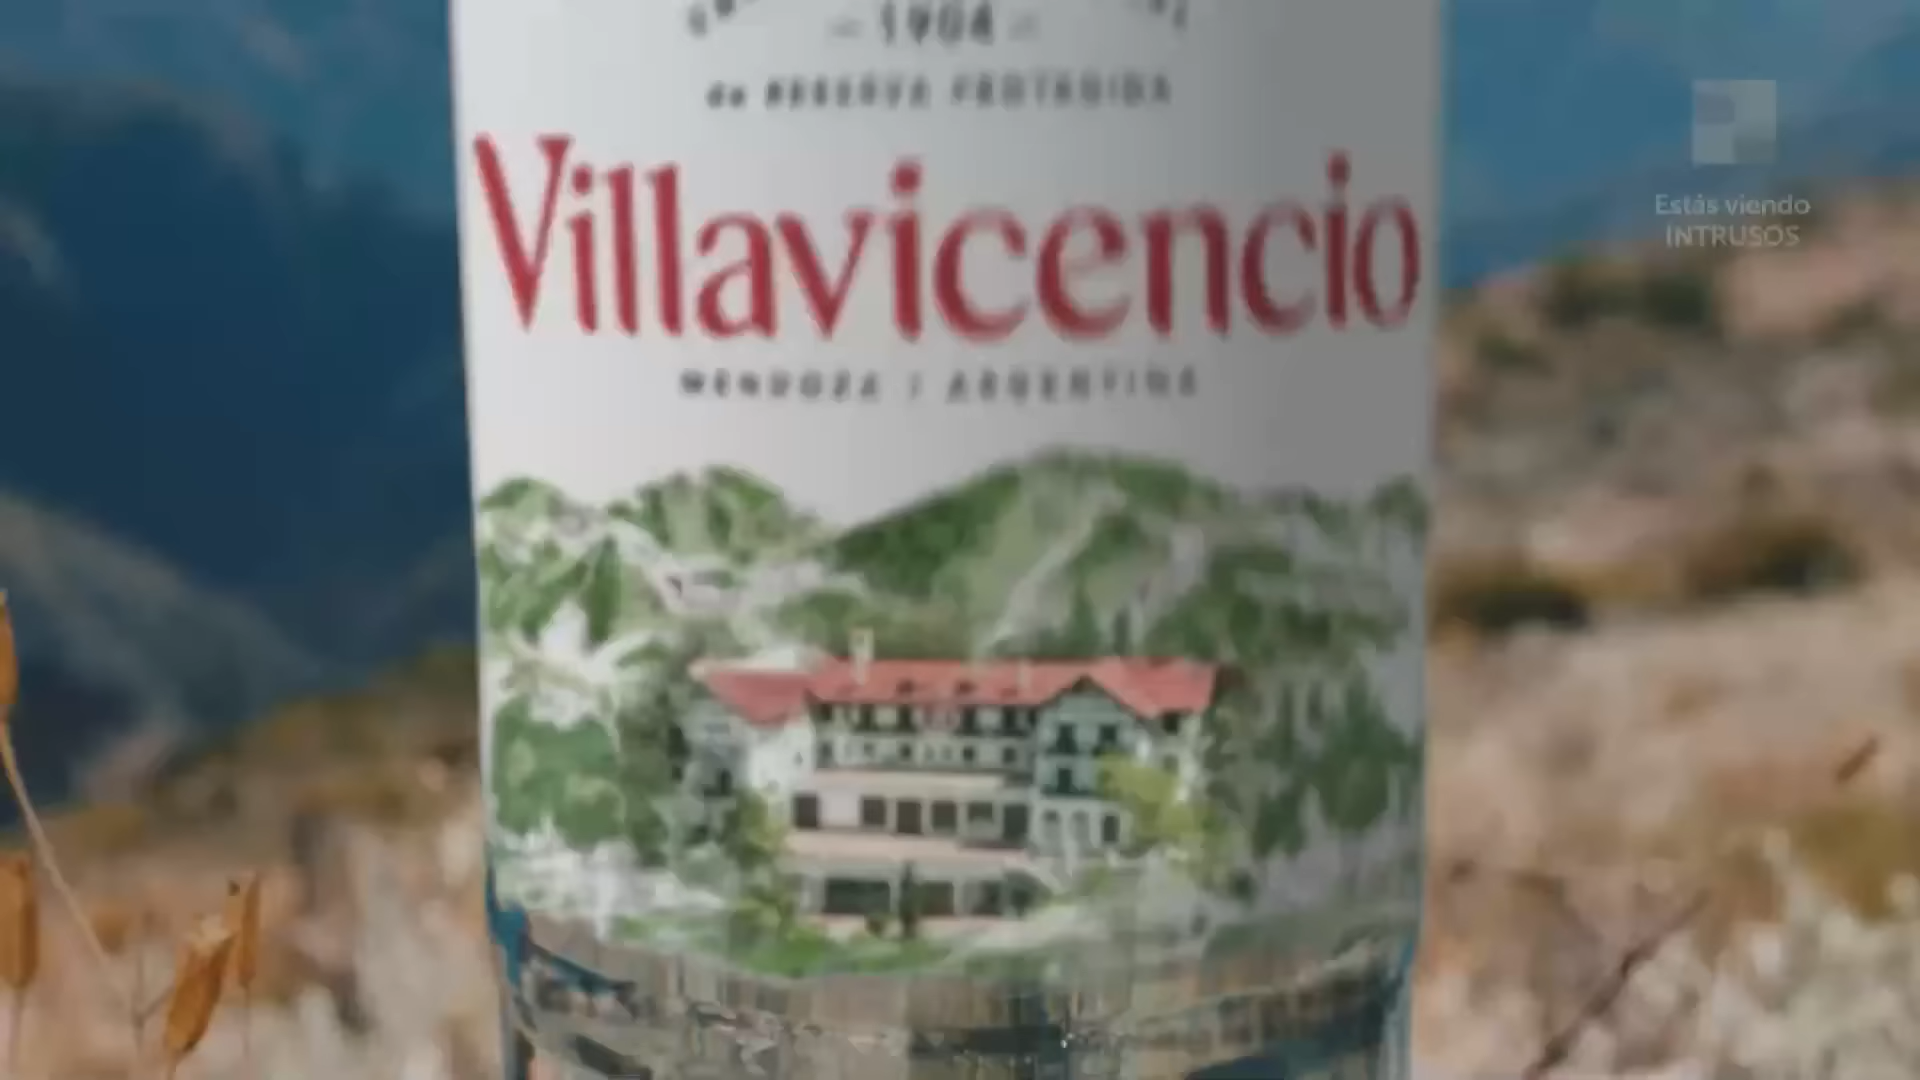 1904
de RESERVA PROTEGIDA
Villavicencio
MENDOZA / ARGENTINA
Estás viendo
INTRUSOS